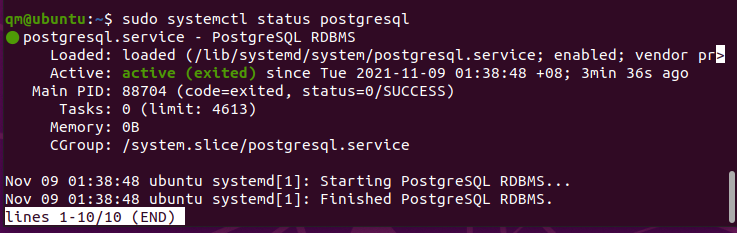 qm@ubuntu:~$ sudo systemctl status postgresql
● postgresql.service - PostgreSQL RDBMS
     Loaded: loaded (/lib/systemd/system/postgresql.service; enabled; vendor pr>
     Active: active (exited) since Tue 2021-11-09 01:38:48 +08; 3min 36s ago
   Main PID: 88704 (code=exited, status=0/SUCCESS)
      Tasks: 0 (limit: 4613)
     Memory: 0B
     CGroup: /system.slice/postgresql.service
Nov 09 01:38:48 ubuntu systemd[1]: Starting PostgreSQL RDBMS...
Nov 09 01:38:48 ubuntu systemd[1]: Finished PostgreSQL RDBMS.
lines 1-10/10 (END)